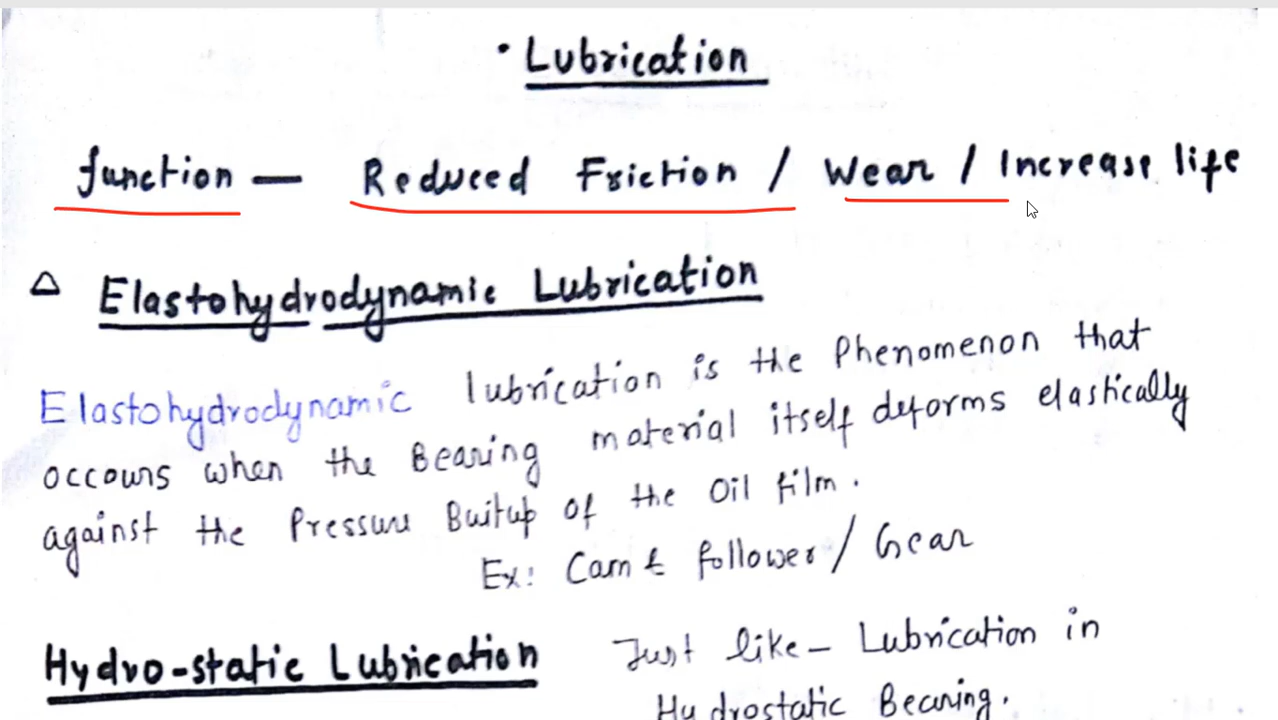 • Lubrication
function — Reduced Friction / Wear / Increase life
△ Elastohydrodynamic Lubrication
Elastohydrodynamic lubrication is the Phenomenon that
occours when the Bearing material itself deforms elastically
against the Pressure Buitup of the Oil film.
Ex: Cam & follower / Gear
Hydro-static Lubrication Just like – Lubrication in
Hydrostatic Bearing.